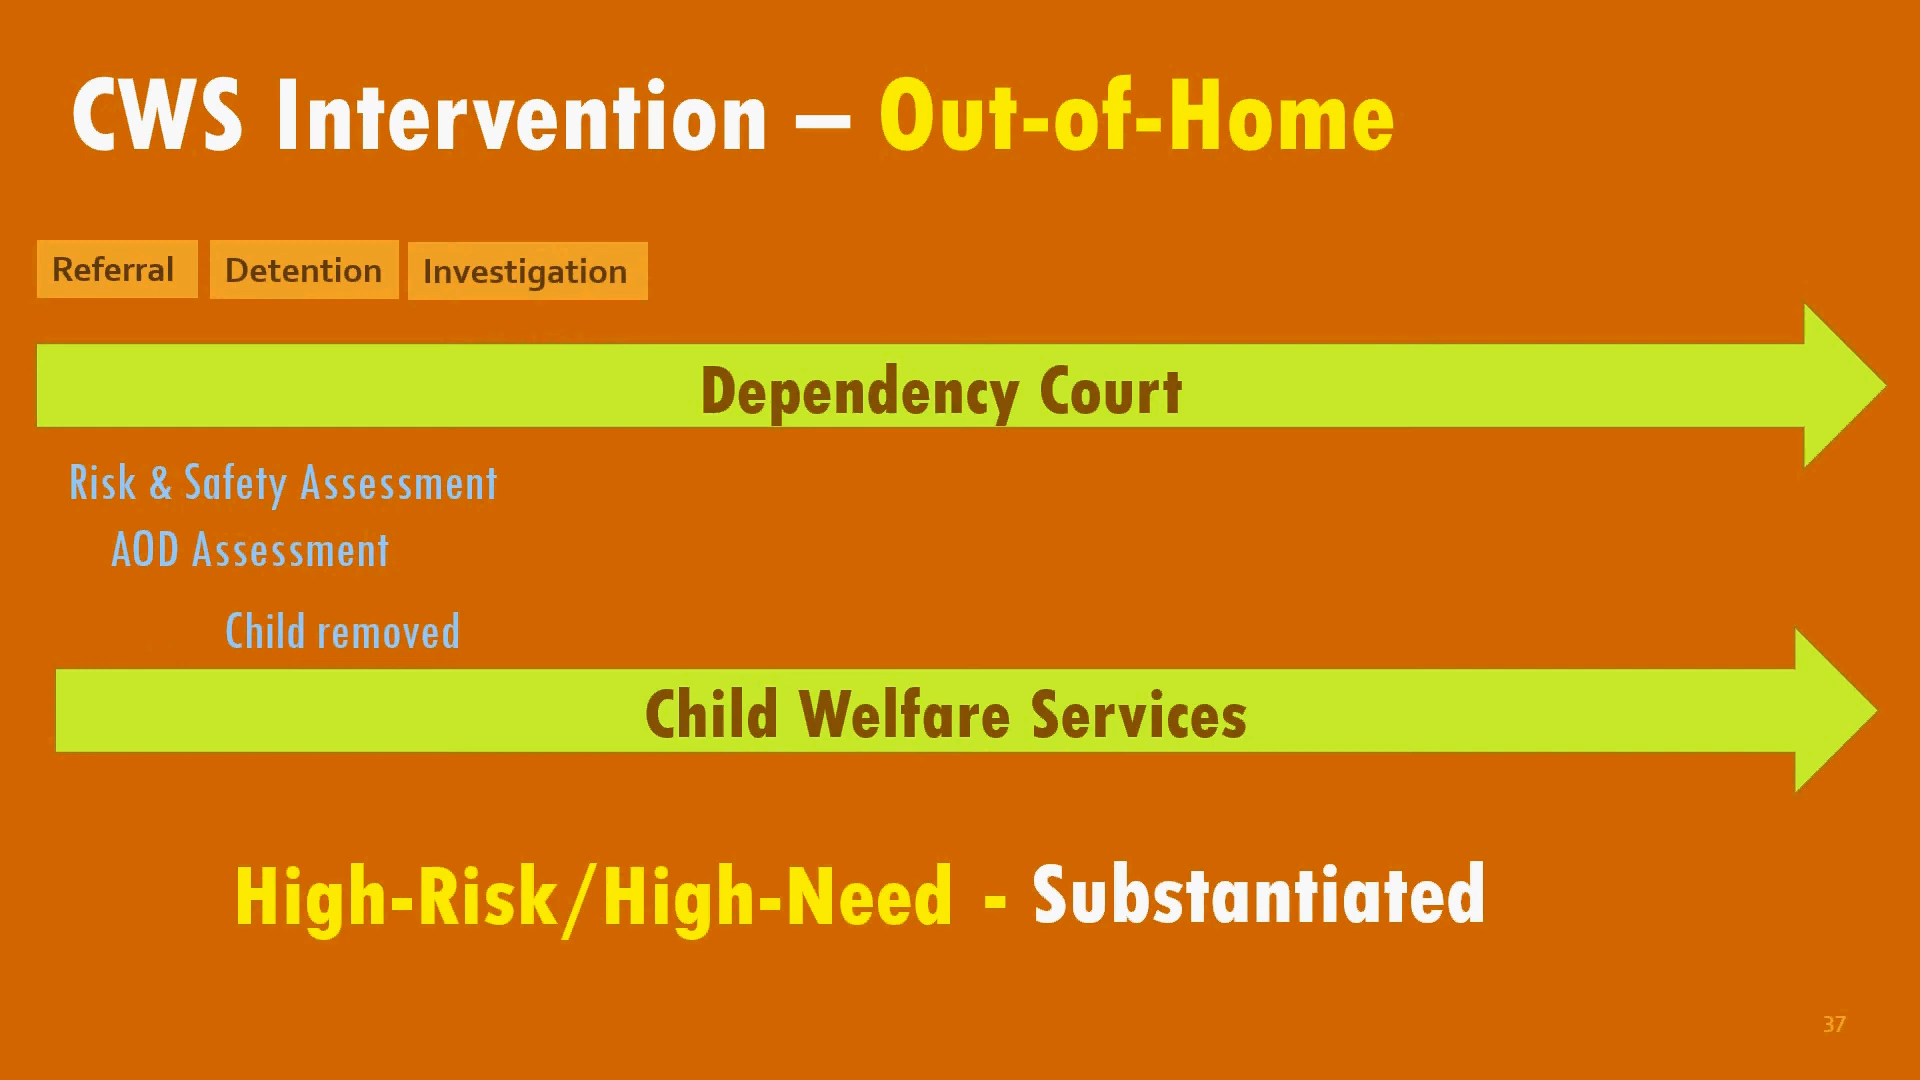 CWS Intervention – Out-of-Home
Referral Detention Investigation
Dependency Court
Risk & Safety Assessment
AOD Assessment
Child removed
Child Welfare Services
High-Risk/High-Need - Substantiated
37